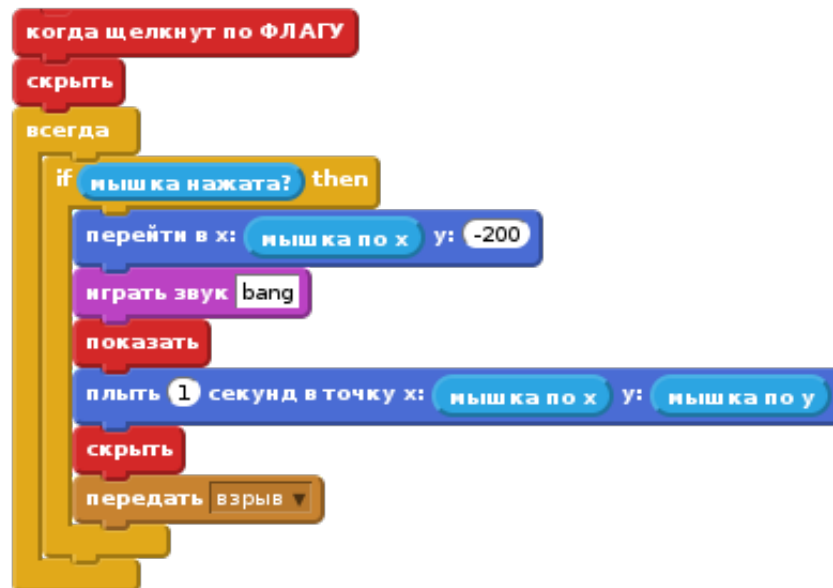 когда щелкнут по ФЛАГУ
скрыть
всегда
if мышка нажата? then
перейти в x: мышка по x y: -200
играть звук bang
показать
плыть 1 секунд в точку x: мышка по x y: мышка по y
скрыть
передать взрыв